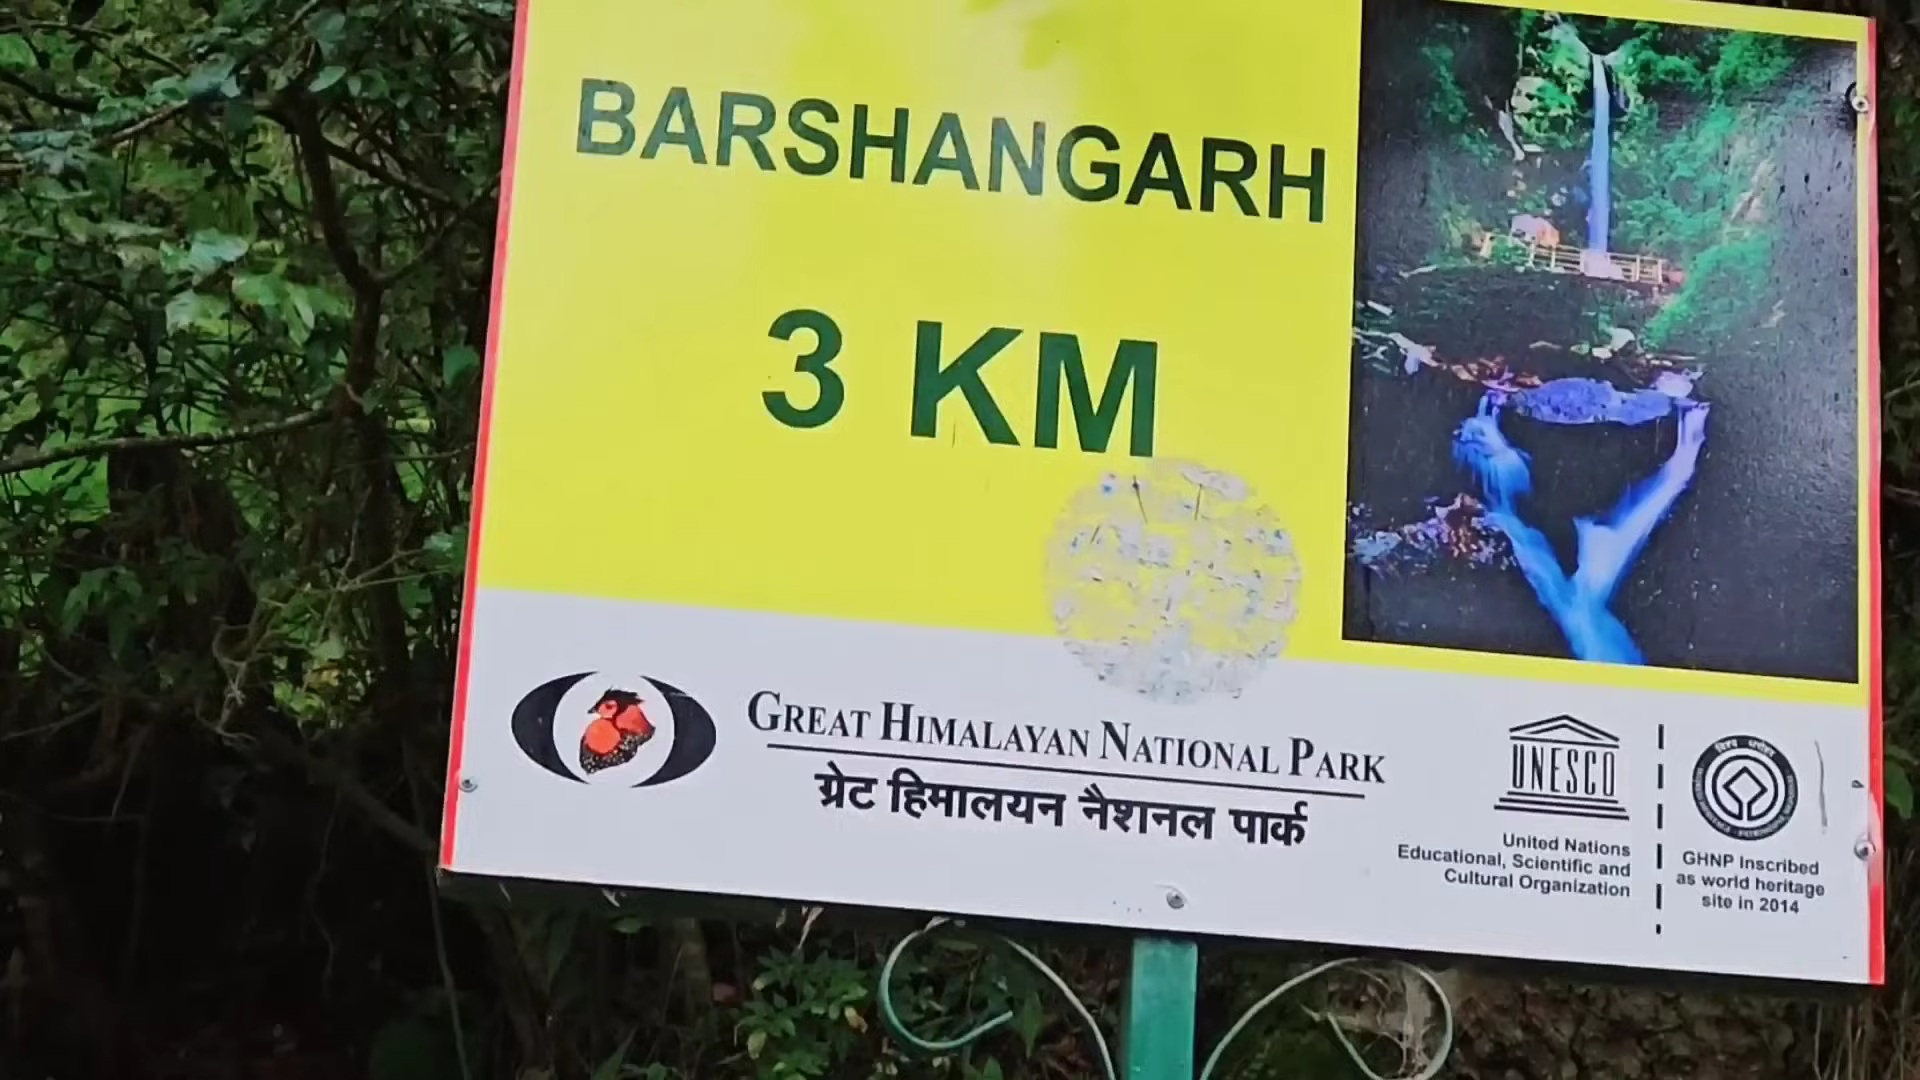 BARSHANGARH
3 KM
GREAT HIMALAYAN NATIONAL PARK
ग्रेट हिमालयन नैशनल पार्क
UNESCO
United Nations
Educational, Scientific and
Cultural Organization
GHNP Inscribed
as world heritage
site in 2014